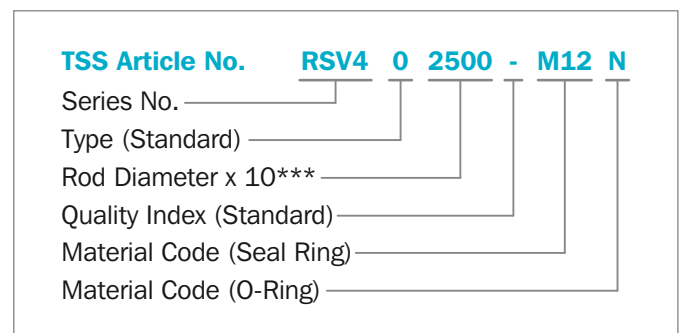 TSS Article No. RSV4 0 2500 - M12 N
Series No.
Type (Standard)
Rod Diameter x 10***
Quality Index (Standard)
Material Code (Seal Ring)
Material Code (O-Ring)